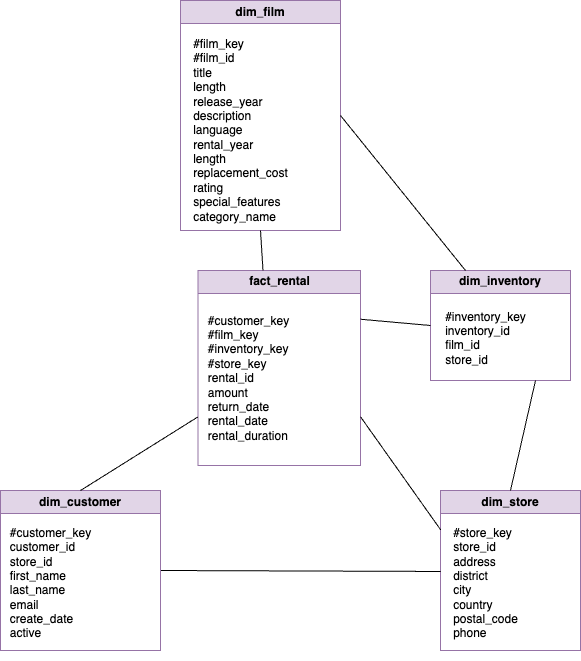 dim_film
#film_key
#film_id
title
length
release_year
description
language
rental_year
length
replacement_cost
rating
special_features
category_name
fact_rental
#customer_key
#film_key
#inventory_key
#store_key
rental_id
amount
return_date
rental_date
rental_duration
dim_inventory
#inventory_key
inventory_id
film_id
store_id
dim_customer
#customer_key
customer_id
store_id
first_name
last_name
email
create_date
active
dim_store
#store_key
store_id
address
district
city
country
postal_code
phone